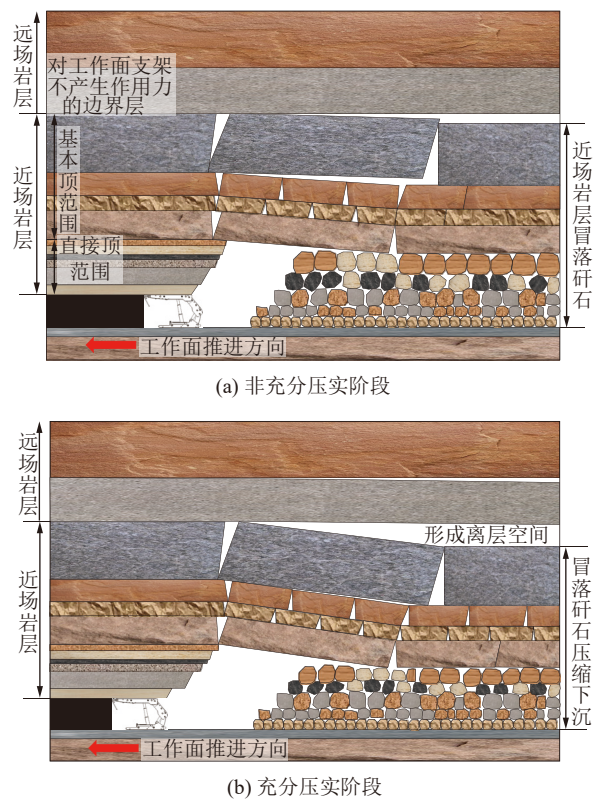 远场岩层
对工作面支架
不产生作用力
的边界层
近场岩层
基本顶范围
直接顶
范围
近场岩层冒落矸石
工作面推进方向
(a) 非充分压实阶段
远场岩层
形成离层空间
近场岩层
冒落矸石压缩下沉
工作面推进方向
(b) 充分压实阶段